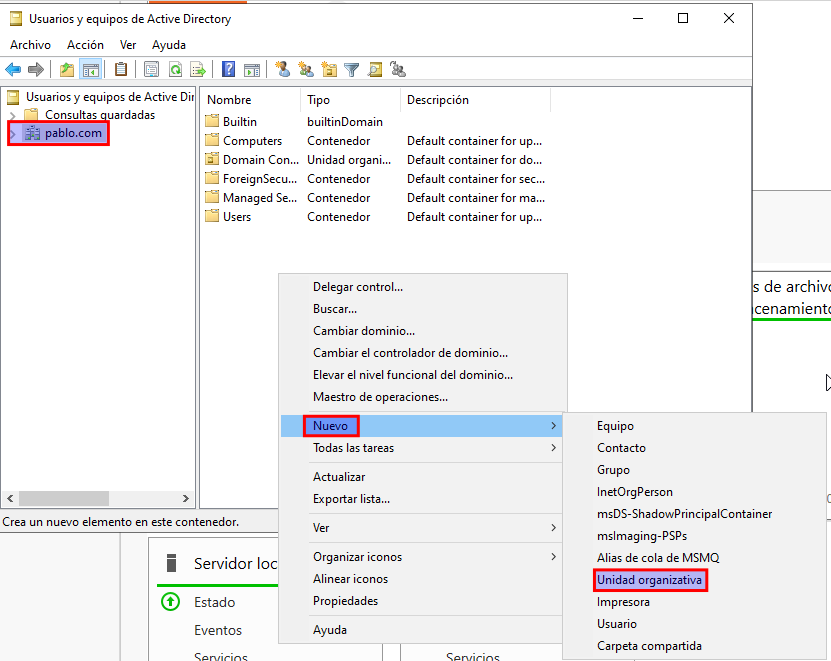 Usuarios y equipos de Active Directory
Archivo Acción Ver Ayuda
Usuarios y equipos de Active Dir
Consultas guardadas
pablo.com
Nombre Tipo Descripción
Builtin builtinDomain
Computers Contenedor Default container for up...
Domain Con... Unidad organi... Default container for do...
ForeignSecu... Contenedor Default container for sec...
Managed Se... Contenedor Default container for ma...
Users Contenedor Default container for up...
s de archivo
cenamiento
Delegar control...
Buscar...
Cambiar dominio...
Cambiar el controlador de dominio...
Elevar el nivel funcional del dominio...
Maestro de operaciones...
Nuevo
Todas las tareas
Actualizar
Exportar lista...
Ver
Organizar iconos
Alinear iconos
Propiedades
Ayuda
Equipo
Contacto
Grupo
InetOrgPerson
msDS-ShadowPrincipalContainer
msImaging-PSPs
Alias de cola de MSMQ
Unidad organizativa
Impresora
Usuario
Carpeta compartida
Crea un nuevo elemento en este contenedor.
Servidor loc
Estado
Eventos
Servicios
Servicios